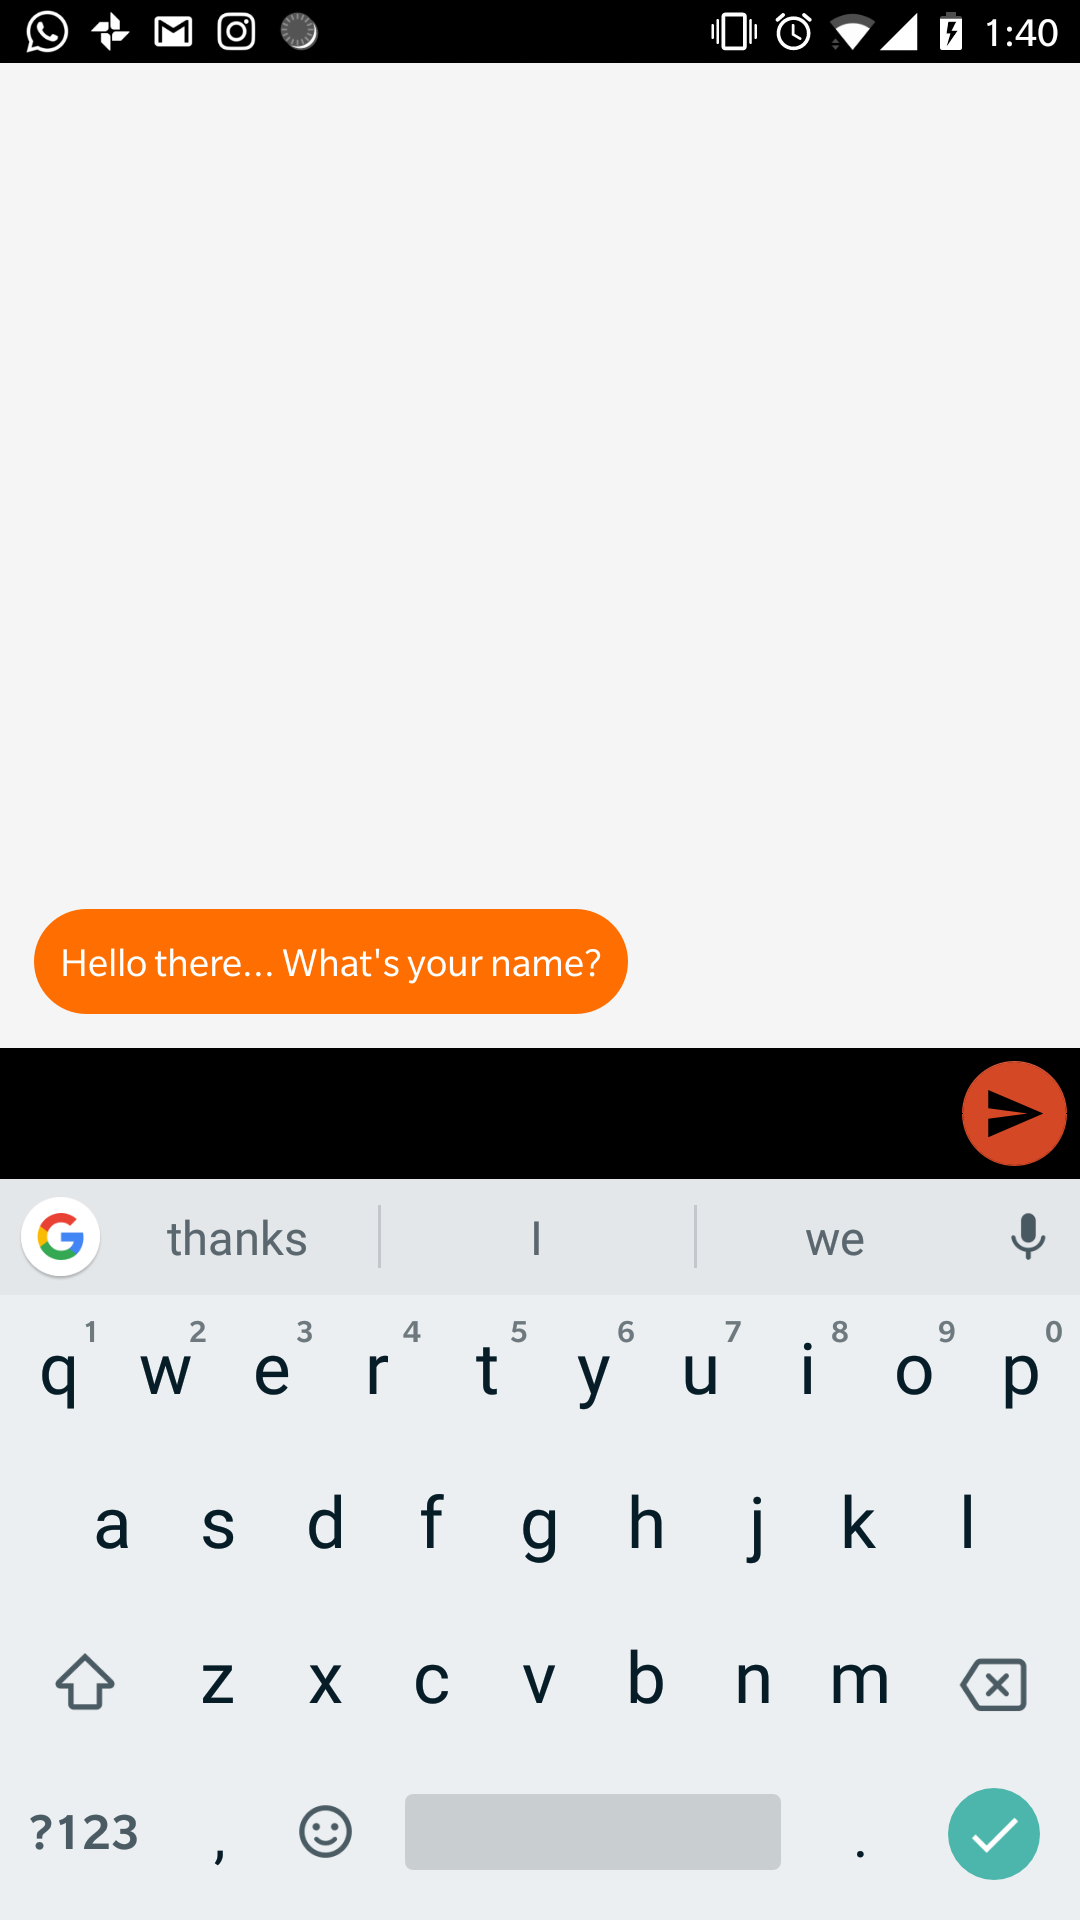 1:40
Hello there... What's your name?
thanks I we
1 2 3 4 5 6 7 8 9 0
q w e r t y u i o p
a s d f g h j k l
z x c v b n m
?123 , .